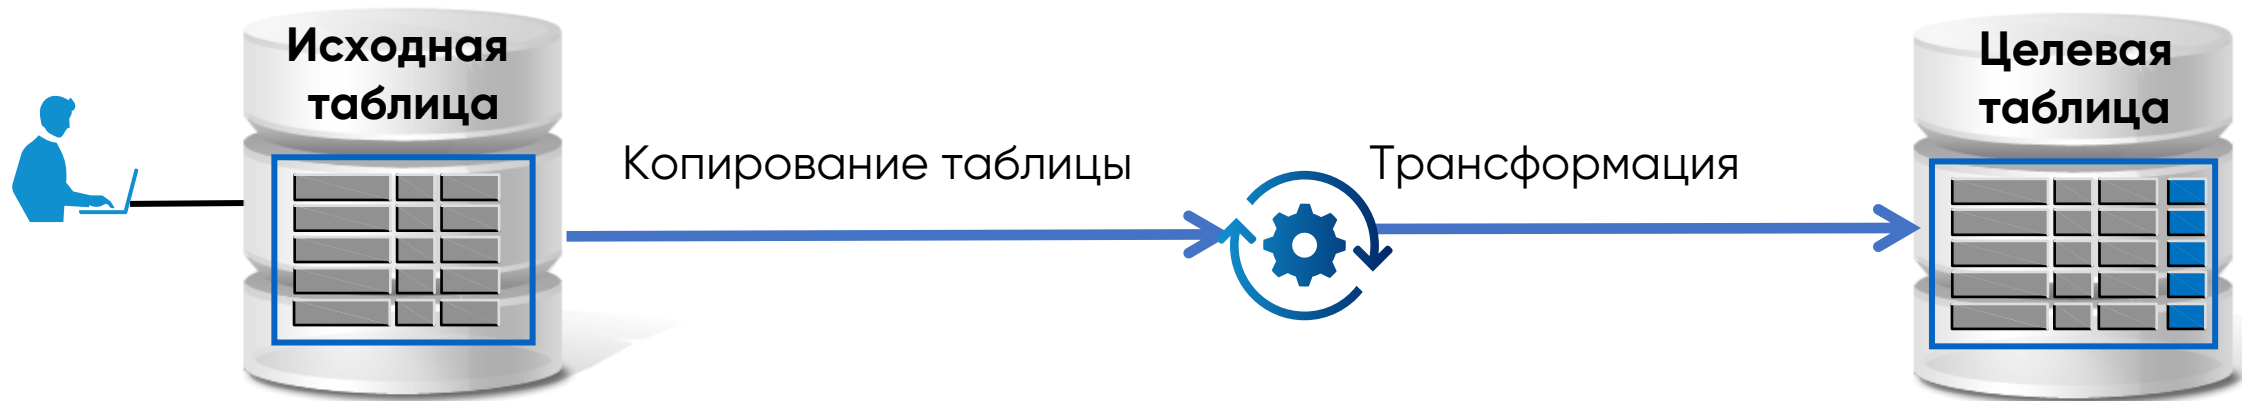 Исходная
таблица
Копирование таблицы
Трансформация
Целевая
таблица